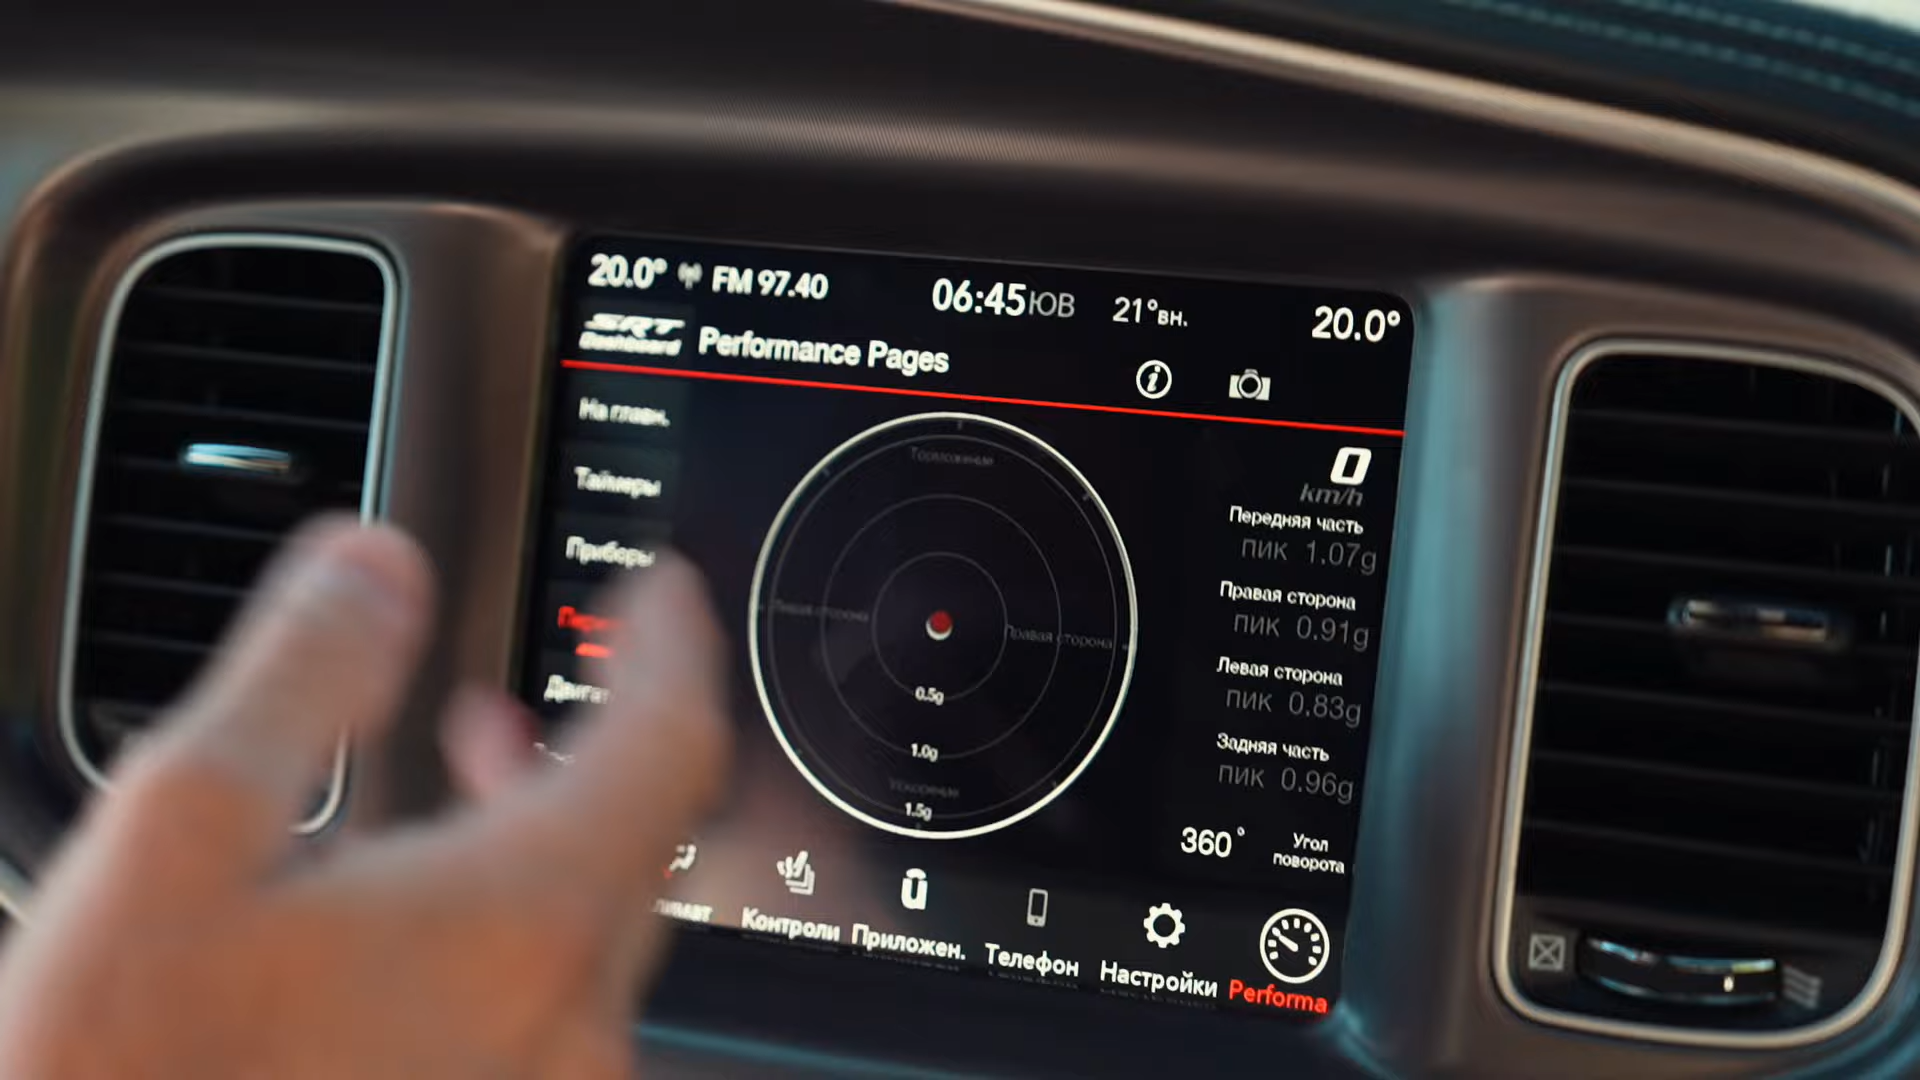 20.0° FM 97.40 06:45ЮВ 21°вн. 20.0°
SRT
Dashboard
Performance Pages
На главн.
Таймеры
Приборы
Торможение
Левая сторона
Правая сторона
0.5g
1.0g
Ускорение
1.5g
0
km/h
Передняя часть
ПИК 1.07g
Правая сторона
ПИК 0.91g
Левая сторона
ПИК 0.83g
Задняя часть
ПИК 0.96g
360° Угол
поворота
Контроли Приложен. Телефон Настройки Performa